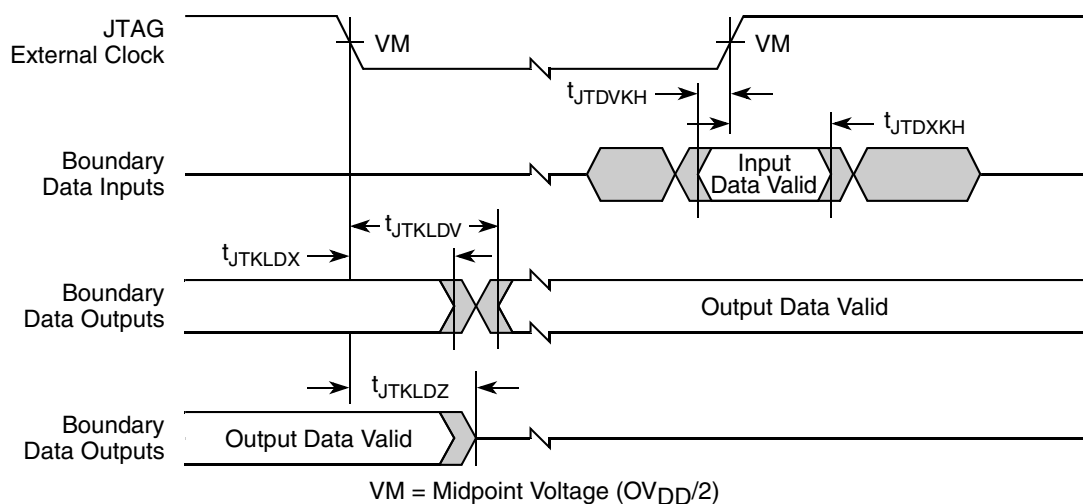 JTAG
External Clock
VM
VM
tJTDVKH
tJTDXKH
Boundary
Data Inputs
Input
Data Valid
tJTKLDV
tJTKLDX
Boundary
Data Outputs
Output Data Valid
tJTKLDZ
Boundary
Data Outputs
Output Data Valid
VM = Midpoint Voltage (OVDD/2)